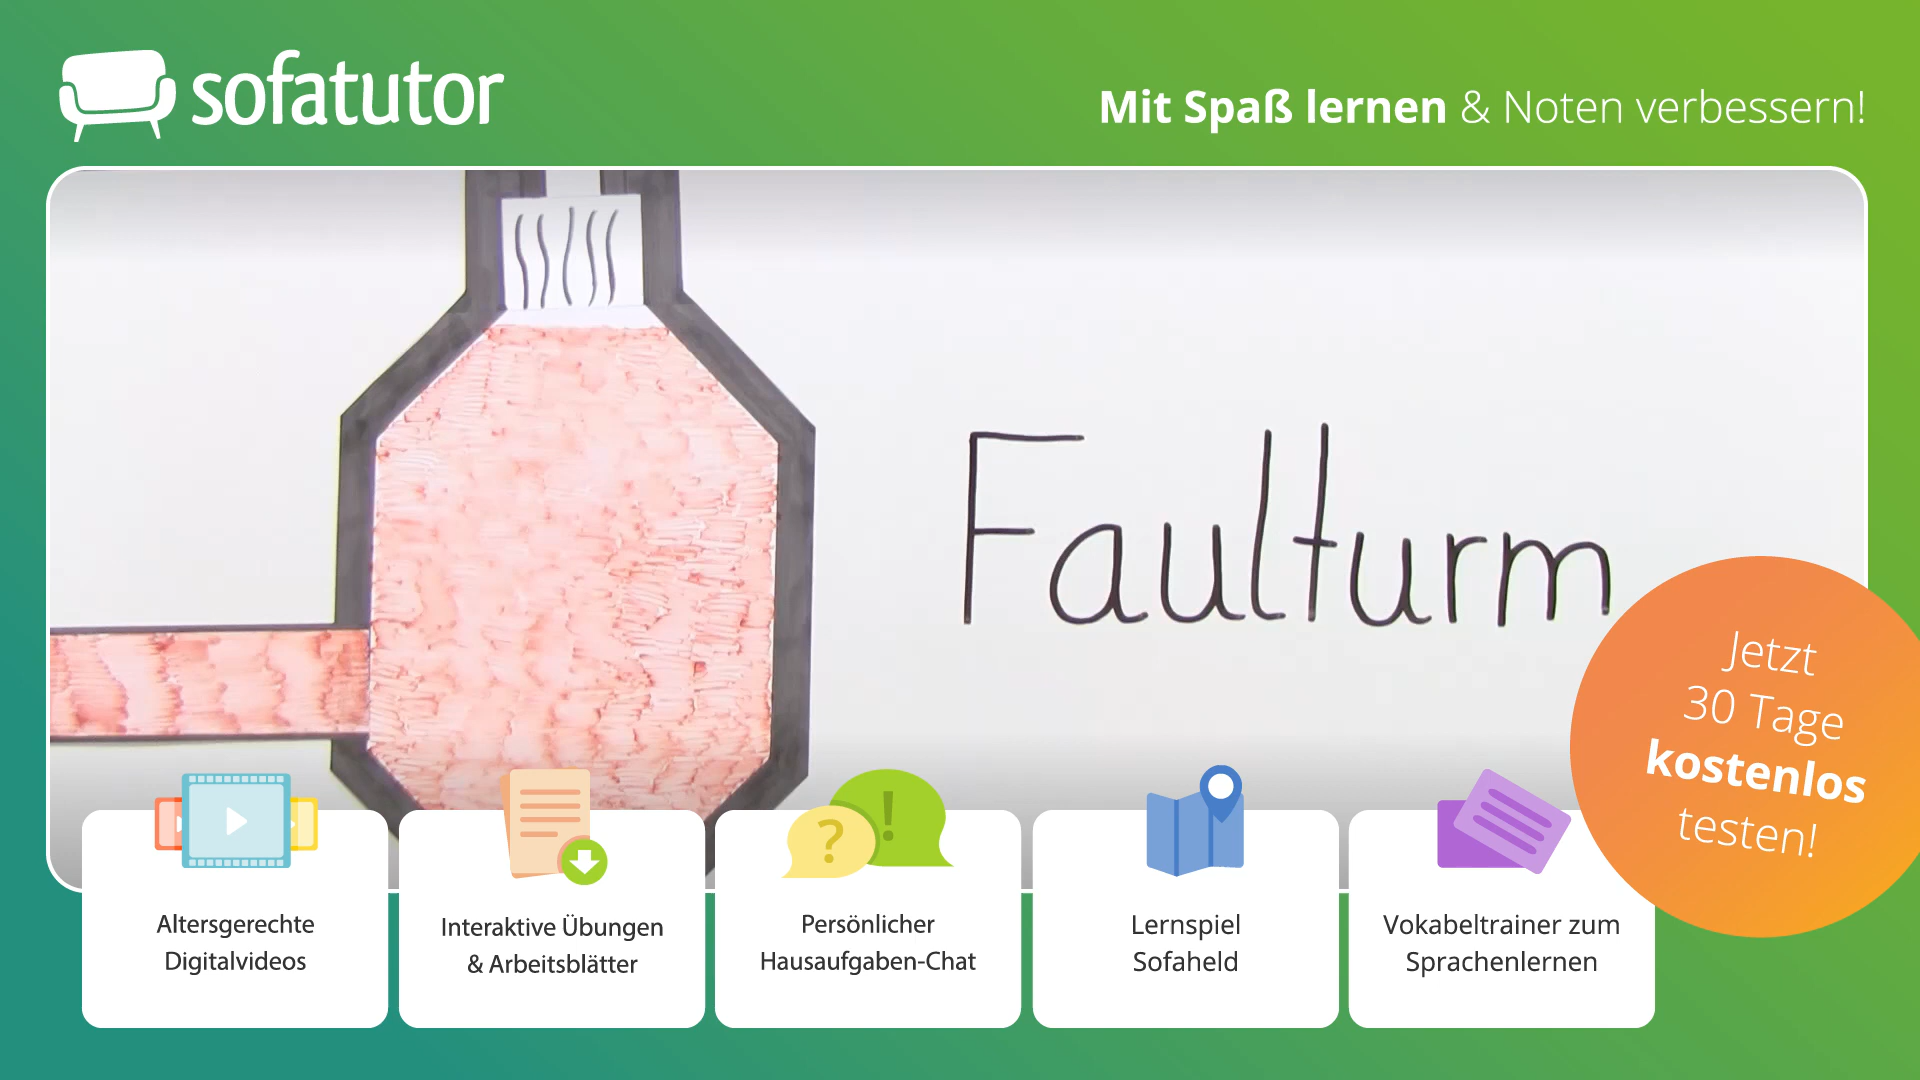 sofatutor
Mit Spaß lernen & Noten verbessern!
Faulturm
Jetzt
30 Tage
kostenlos
testen!
?
!
Altersgerechte
Digitalvideos
Interaktive Übungen
& Arbeitsblätter
Persönlicher
Hausaufgaben-Chat
Lernspiel
Sofaheld
Vokabeltrainer zum
Sprachenlernen